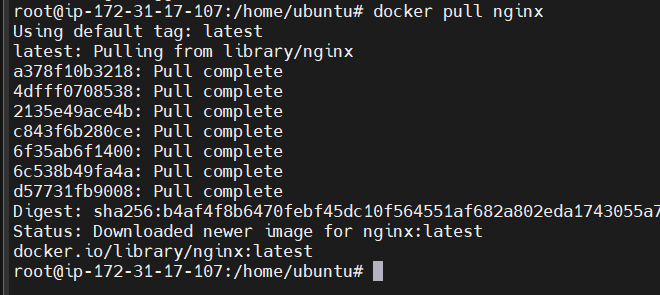 root@ip-172-31-17-107:/home/ubuntu# docker pull nginx
Using default tag: latest
latest: Pulling from library/nginx
a378f10b3218: Pull complete
4dfff0708538: Pull complete
2135e49ace4b: Pull complete
c843f6b280ce: Pull complete
6f35ab6f1400: Pull complete
6c538b49fa4a: Pull complete
d57731fb9008: Pull complete
Digest: sha256:b4af4f8b6470febf45dc10f564551af682a802eda1743055a7
Status: Downloaded newer image for nginx:latest
docker.io/library/nginx:latest
root@ip-172-31-17-107:/home/ubuntu#